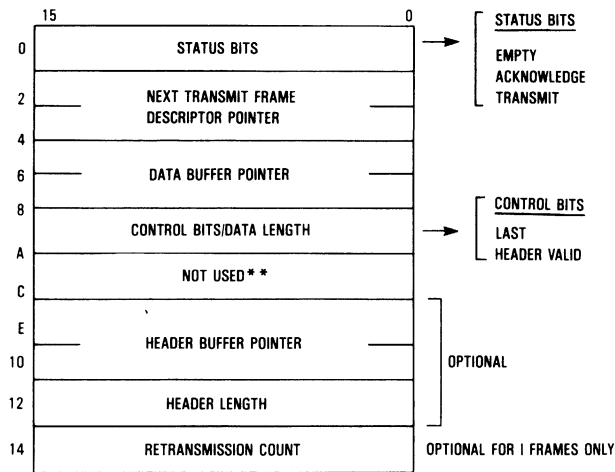 15 0
0 STATUS BITS
STATUS BITS
EMPTY
ACKNOWLEDGE
TRANSMIT
2 NEXT TRANSMIT FRAME
DESCRIPTOR POINTER
4
6 DATA BUFFER POINTER
8
CONTROL BITS/DATA LENGTH
CONTROL BITS
LAST
HEADER VALID
A
NOT USED**
C
E
HEADER BUFFER POINTER
10
OPTIONAL
12 HEADER LENGTH
14 RETRANSMISSION COUNT OPTIONAL FOR I FRAMES ONLY